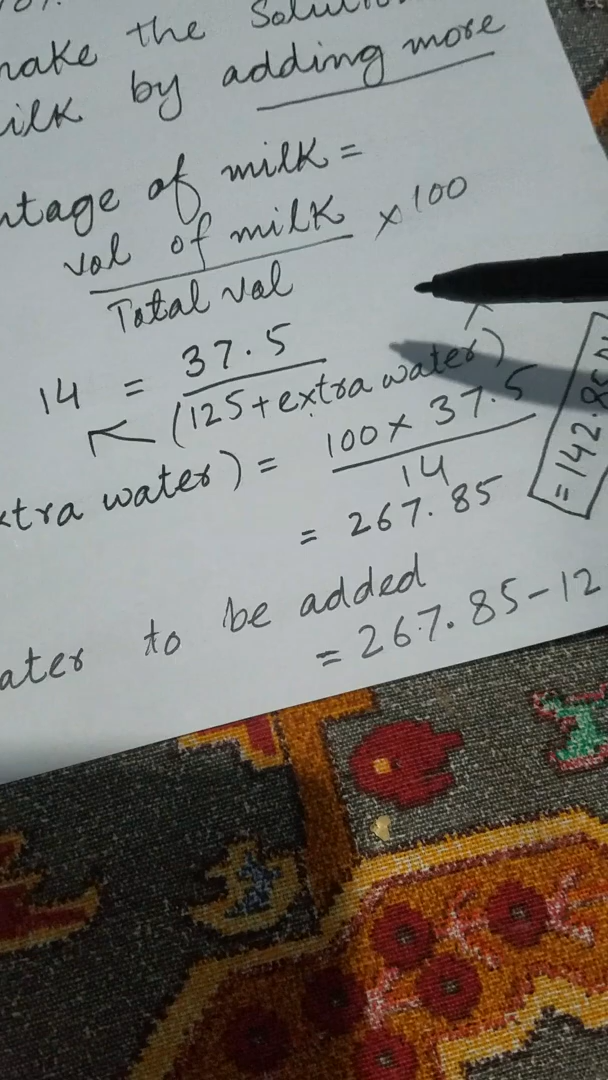 make the Solution
milk by adding more
ntage of milk =
Vol of milk × 100
Total Vol
14 = 37.5
(125+extra water)
xtra water) = 100 × 37.5
14
= 267.85
= 142.85
ater to be added
= 267.85-12